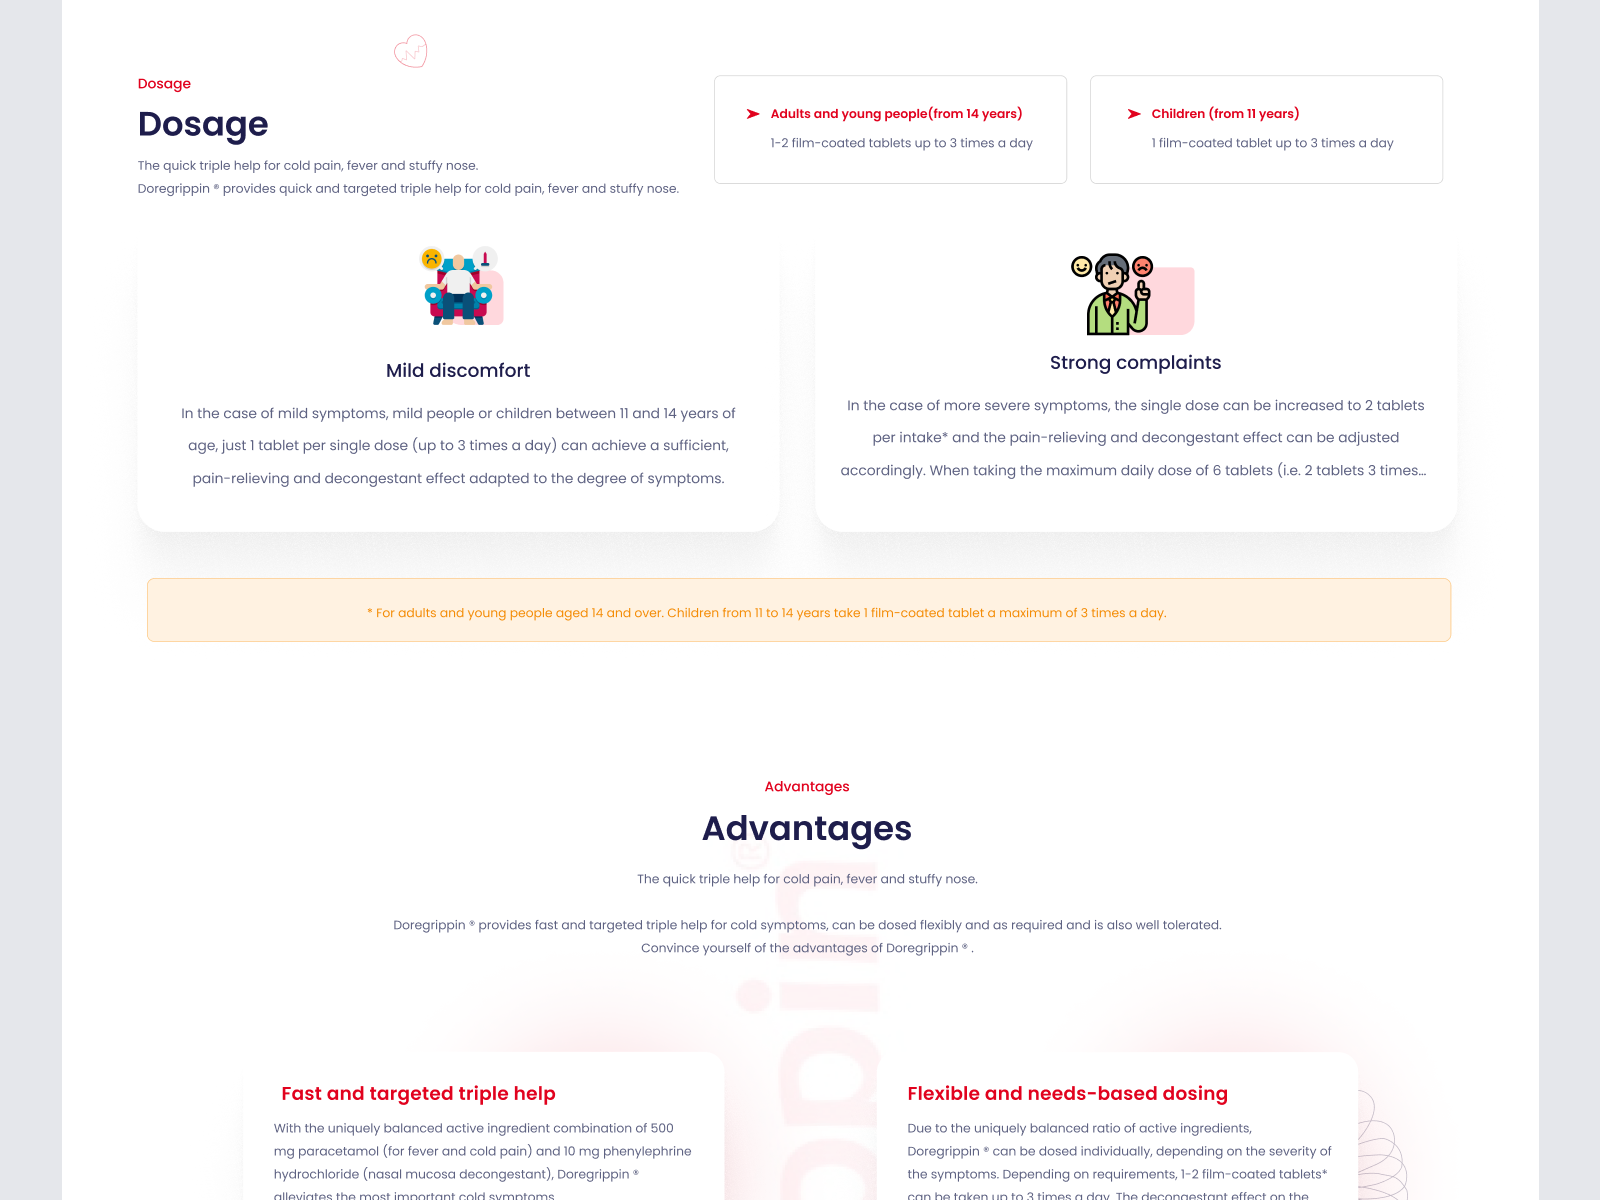 Dosage
Dosage
The quick triple help for cold pain, fever and stuffy nose.
Doregrippin ® provides quick and targeted triple help for cold pain, fever and stuffy nose.
Adults and young people(from 14 years)
1-2 film-coated tablets up to 3 times a day
Children (from 11 years)
1 film-coated tablet up to 3 times a day
Mild discomfort
In the case of mild symptoms, mild people or children between 11 and 14 years of
age, just 1 tablet per single dose (up to 3 times a day) can achieve a sufficient,
pain-relieving and decongestant effect adapted to the degree of symptoms.
Strong complaints
In the case of more severe symptoms, the single dose can be increased to 2 tablets
per intake* and the pain-relieving and decongestant effect can be adjusted
accordingly. When taking the maximum daily dose of 6 tablets (i.e. 2 tablets 3 times...
* For adults and young people aged 14 and over. Children from 11 to 14 years take 1 film-coated tablet a maximum of 3 times a day.
Advantages
Advantages
The quick triple help for cold pain, fever and stuffy nose.
Doregrippin ® provides fast and targeted triple help for cold symptoms, can be dosed flexibly and as required and is also well tolerated.
Convince yourself of the advantages of Doregrippin ® .
ppin®
Fast and targeted triple help
With the uniquely balanced active ingredient combination of 500
mg paracetamol (for fever and cold pain) and 10 mg phenylephrine
hydrochloride (nasal mucosa decongestant), Doregrippin ®
alleviates the most important cold symptoms
Flexible and needs-based dosing
Due to the uniquely balanced ratio of active ingredients,
Doregrippin ® can be dosed individually, depending on the severity of
the symptoms. Depending on requirements, 1-2 film-coated tablets*
can be taken up to 3 times a day. The decongestant effect on the